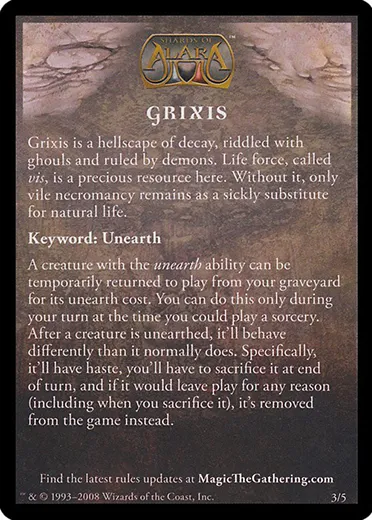 SHARDS OF
ALARA™
GRIXIS
Grixis is a hellscape of decay, riddled with
ghouls and ruled by demons. Life force, called
vis, is a precious resource here. Without it, only
vile necromancy remains as a sickly substitute
for natural life.
Keyword: Unearth
A creature with the unearth ability can be
temporarily returned to play from your graveyard
for its unearth cost. You can do this only during
your turn at the time you could play a sorcery.
After a creature is unearthed, it'll behave
differently than it normally does. Specifically,
it'll have haste, you'll have to sacrifice it at end
of turn, and if it would leave play for any reason
(including when you sacrifice it), it's removed
from the game instead.
Find the latest rules updates at MagicTheGathering.com
™ & © 1993–2008 Wizards of the Coast, Inc. 3/5